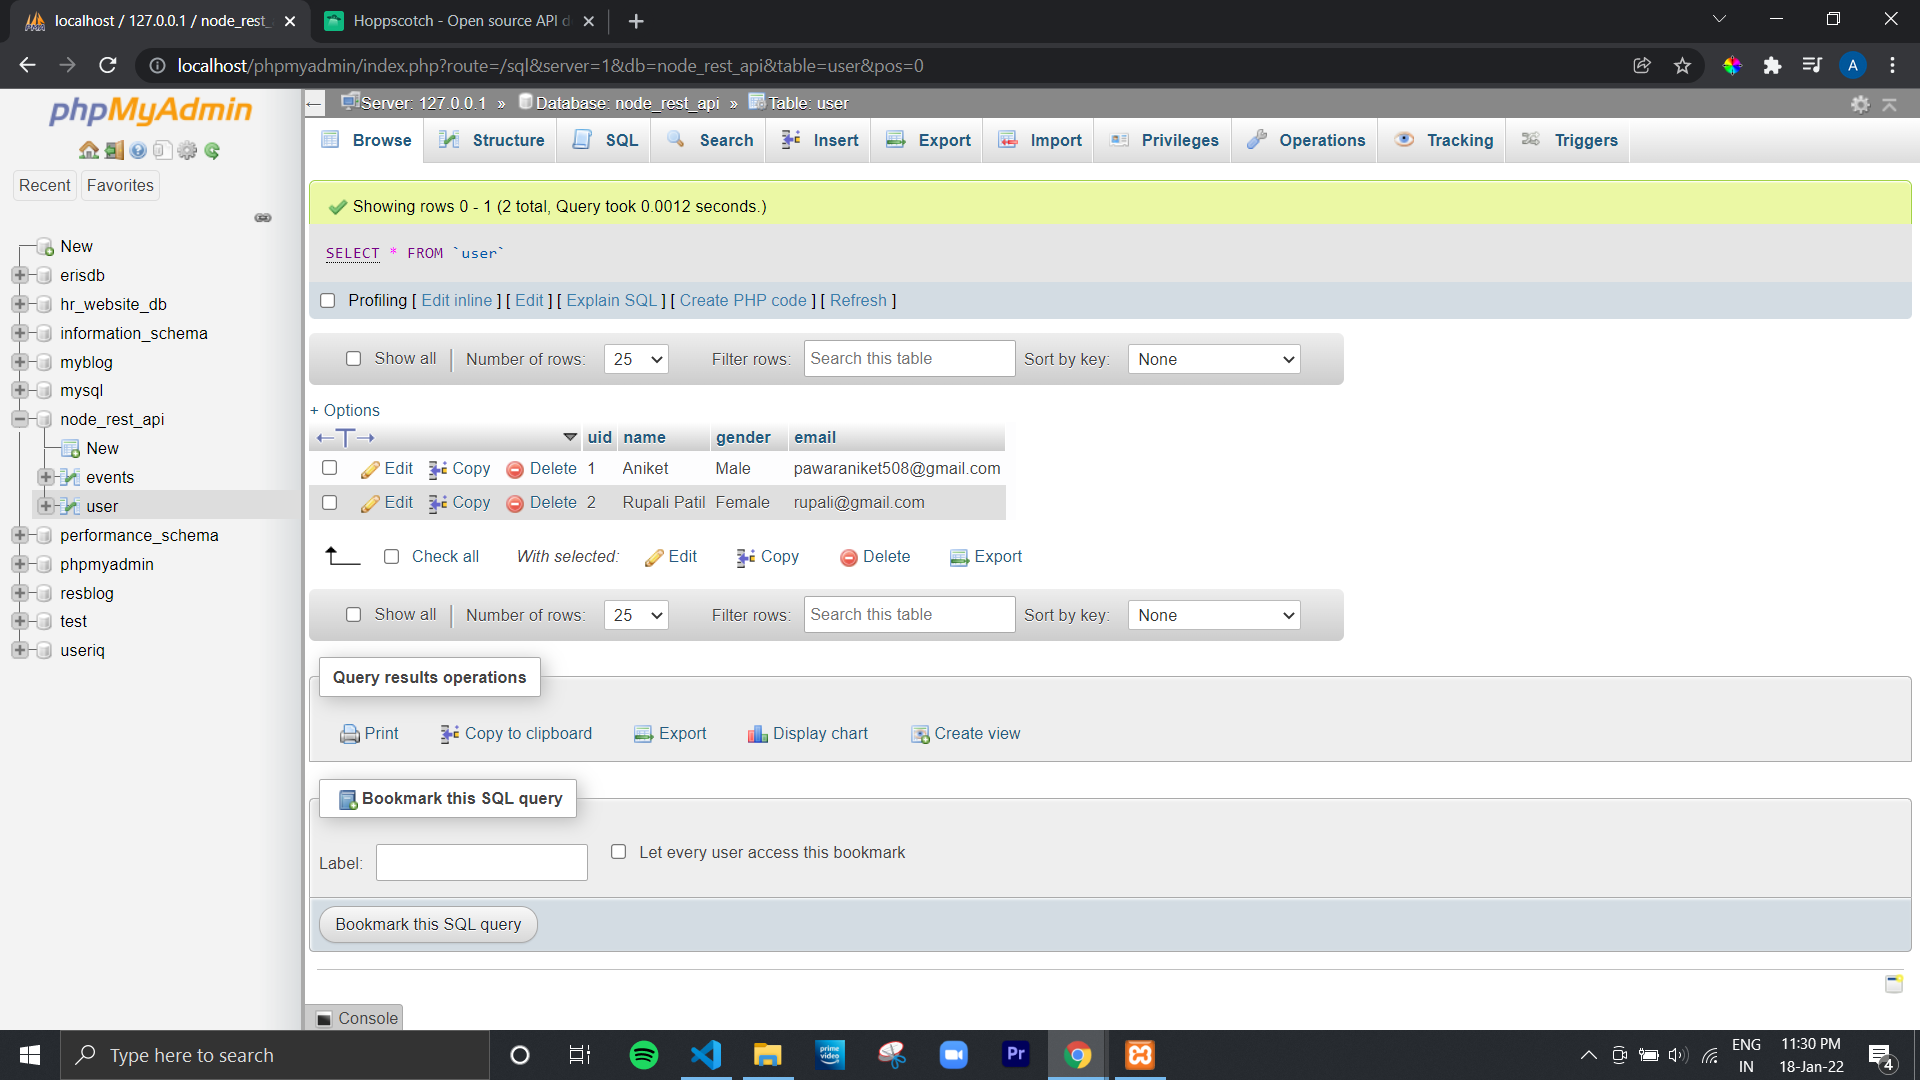 localhost / 127.0.0.1 / node_rest_
Hoppscotch - Open source API d
localhost/phpmyadmin/index.php?route=/sql&server=1&db=node_rest_api&table=user&pos=0
A
phpMyAdmin
Recent Favorites
New
erisdb
hr_website_db
information_schema
myblog
mysql
node_rest_api
New
events
user
performance_schema
phpmyadmin
resblog
test
useriq
Server: 127.0.0.1 » Database: node_rest_api » Table: user
Browse Structure SQL Search Insert Export Import Privileges Operations Tracking Triggers
Showing rows 0 - 1 (2 total, Query took 0.0012 seconds.)
SELECT * FROM `user`
Profiling [ Edit inline ] [ Edit ] [ Explain SQL ] [ Create PHP code ] [ Refresh ]
Show all Number of rows: 25 Filter rows: Search this table Sort by key: None
+ Options
←T→ uid name gender email
Edit Copy Delete 1 Aniket Male pawaraniket508@gmail.com
Edit Copy Delete 2 Rupali Patil Female rupali@gmail.com
Check all With selected: Edit Copy Delete Export
Show all Number of rows: 25 Filter rows: Search this table Sort by key: None
Query results operations
Print Copy to clipboard Export Display chart Create view
Bookmark this SQL query
Label: Let every user access this bookmark
Bookmark this SQL query
Console
Type here to search
prime video
Pr
ENG
IN
11:30 PM
18-Jan-22
4